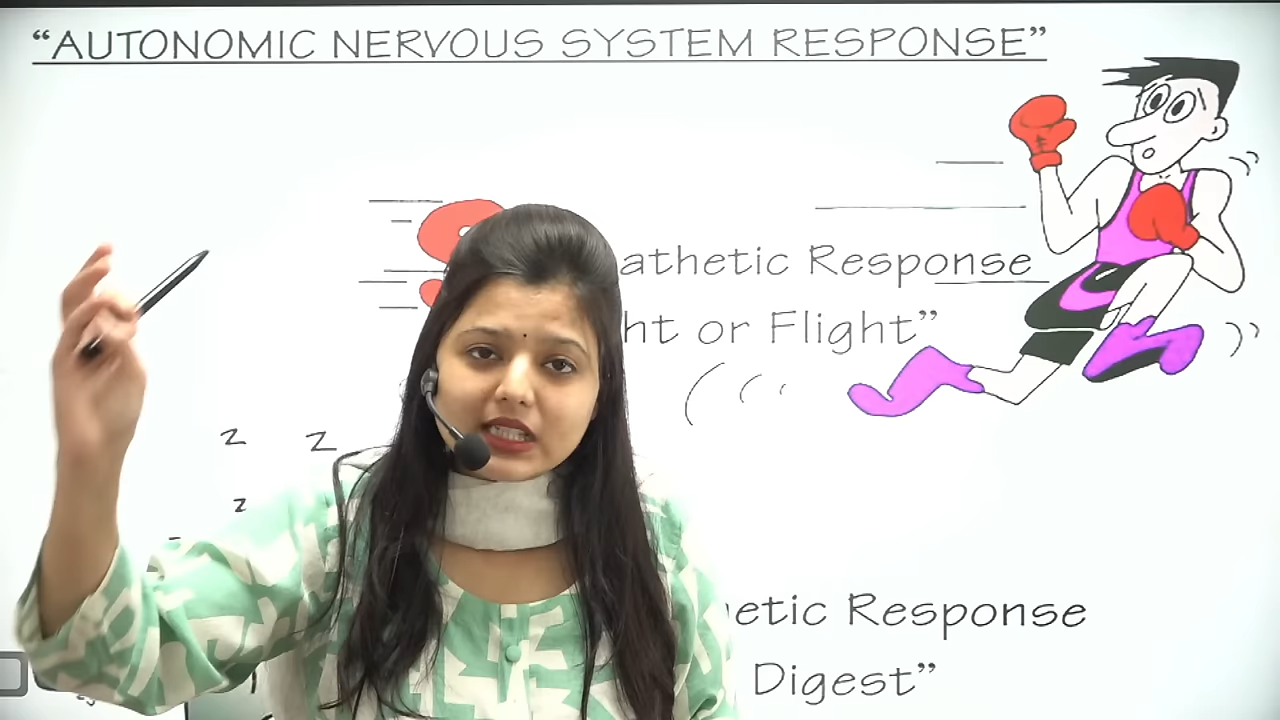 “AUTONOMIC NERVOUS SYSTEM RESPONSE”
athetic Response
ht or Flight”
z z
z
etic Response
Digest”